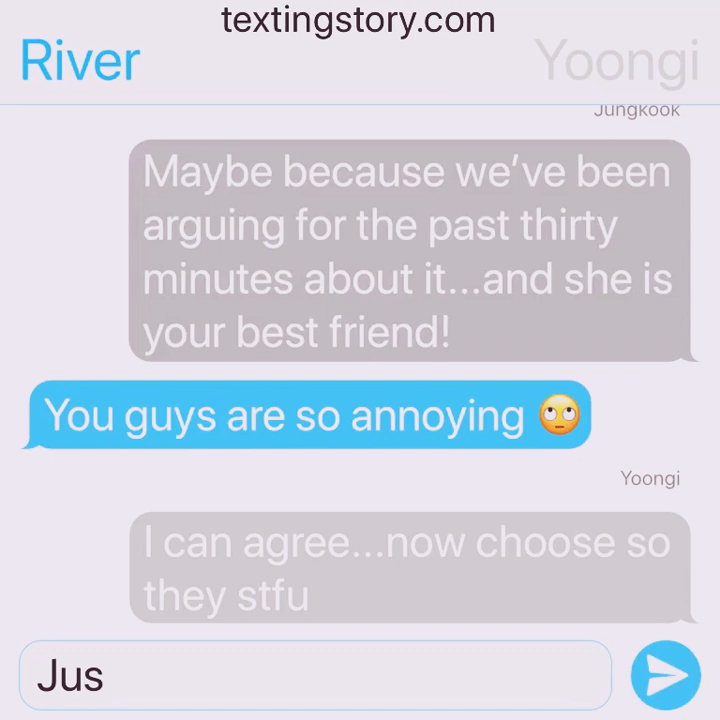 textingstory.com
River
Yoongi
Jungkook
Maybe because we've been
arguing for the past thirty
minutes about it...and she is
your best friend!
You guys are so annoying 🙄
Yoongi
I can agree...now choose so
they stfu
Jus